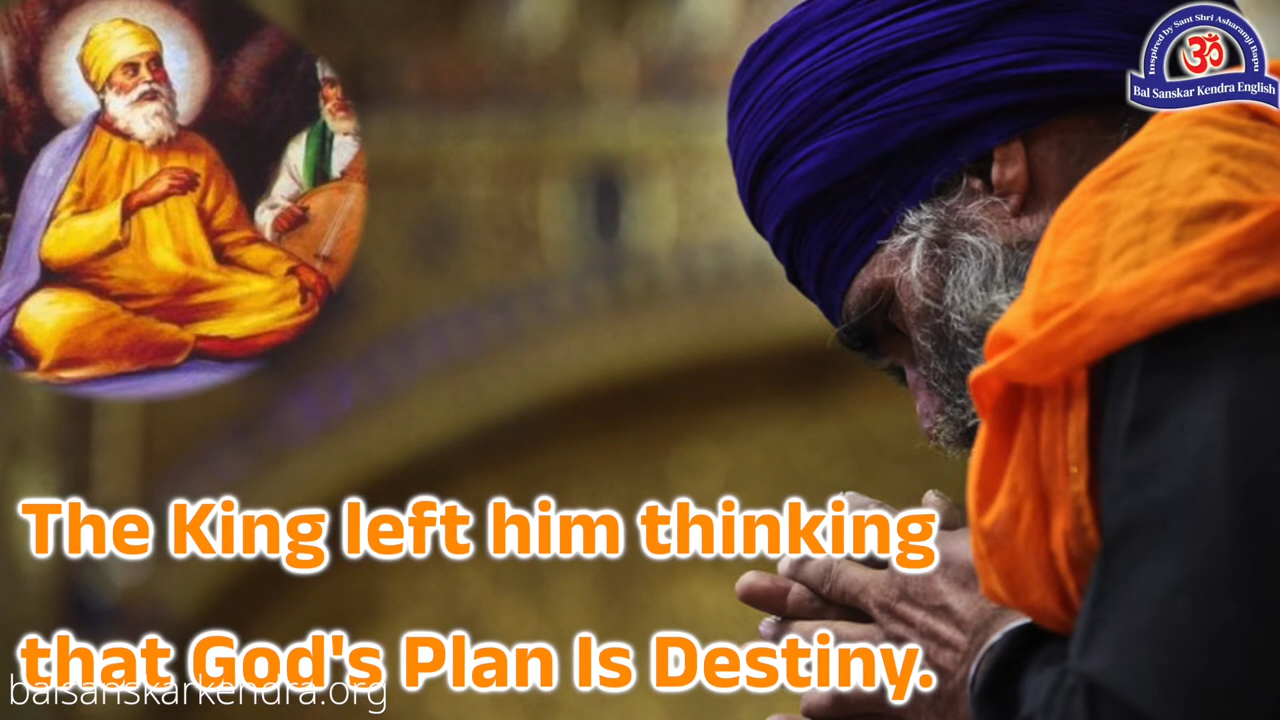 Inspired by Sant Shri Asharamji Bapu
ॐ
Bal Sanskar Kendra English
The King left him thinking
that God's Plan Is Destiny.
balsanskarkendra.org